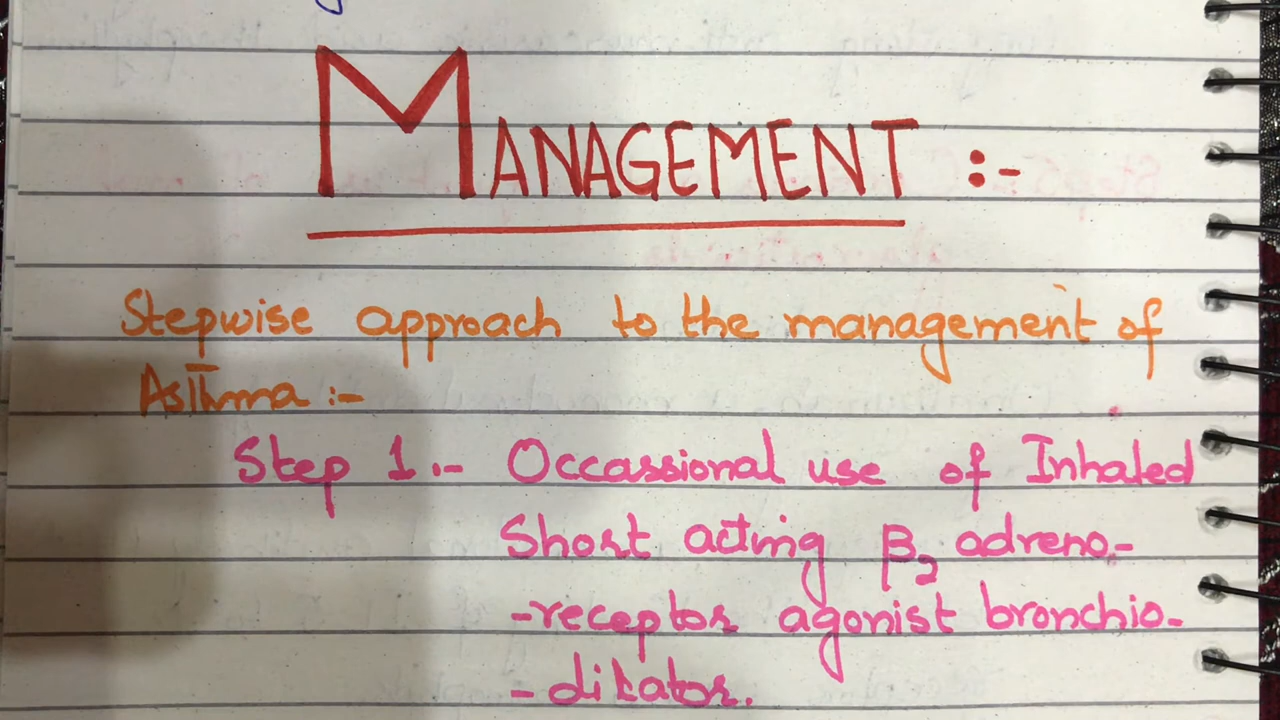 MANAGEMENT :-
Stepwise approach to the management of
Asthma :-
Step 1 :- Occassional use of Inhaled
Short acting β₂ adreno-
-receptor agonist bronchio-
-dilator.